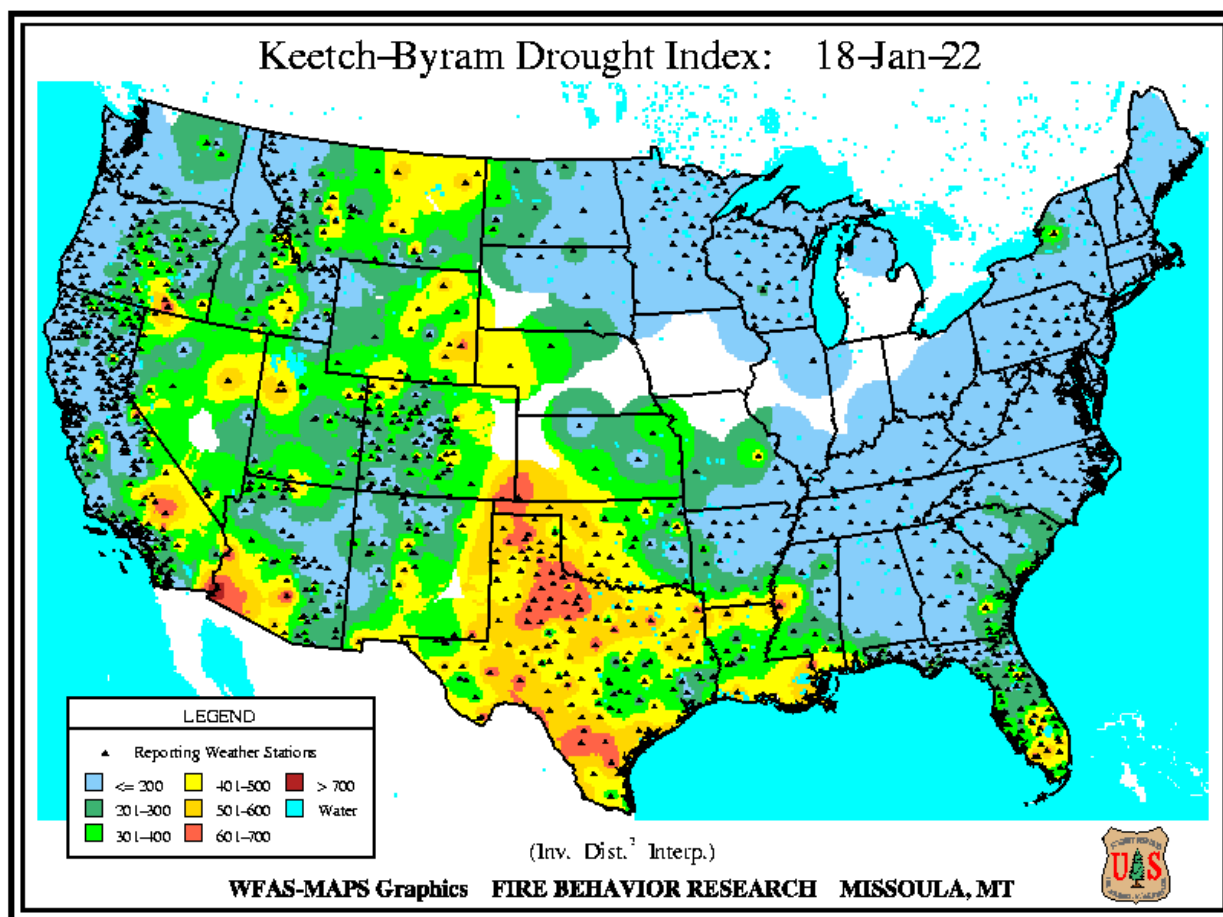 Keetch-Byram Drought Index: 18-Jan-22
LEGEND
Reporting Weather Stations
<= 200
401-500
> 700
201-300
501-600
Water
301-400
601-700
(Inv. Dist.² Interp.)
WFAS-MAPS Graphics FIRE BEHAVIOR RESEARCH MISSOULA, MT
U S